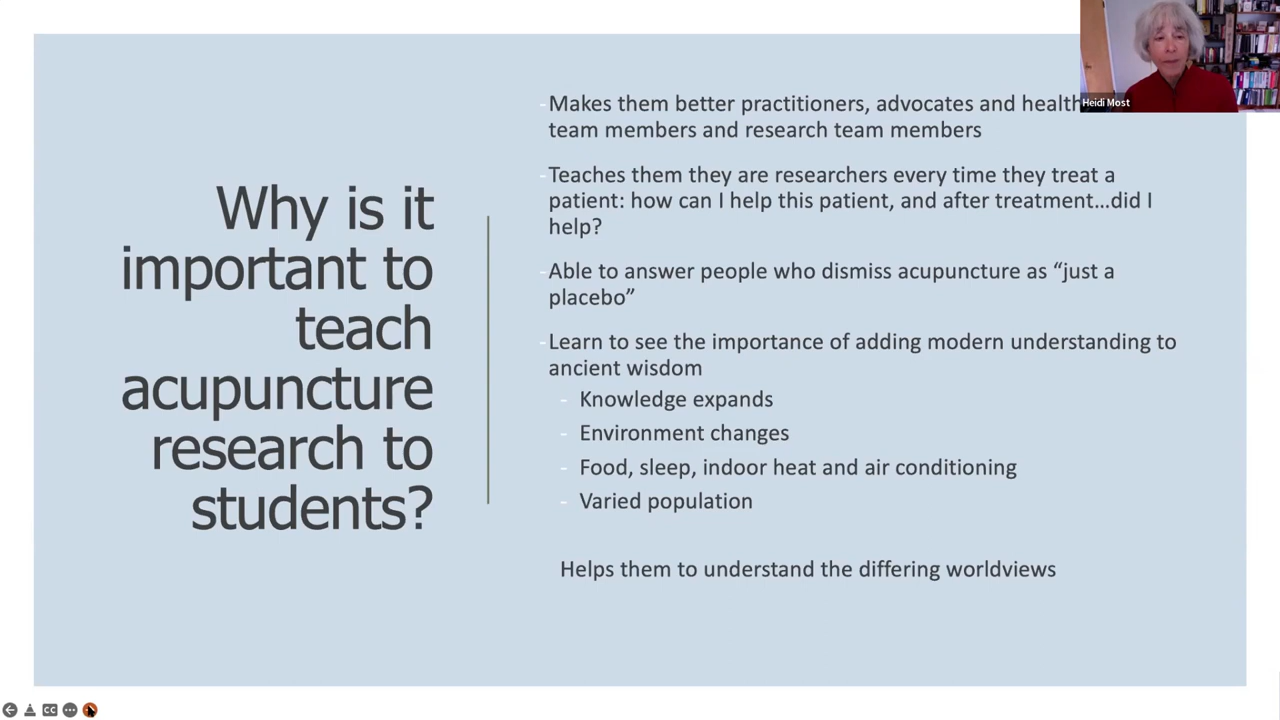 Why is it
important to
teach
acupuncture
research to
students?
-Makes them better practitioners, advocates and health
team members and research team members
-Teaches them they are researchers every time they treat a
patient: how can I help this patient, and after treatment…did I
help?
-Able to answer people who dismiss acupuncture as “just a
placebo”
-Learn to see the importance of adding modern understanding to
ancient wisdom
- Knowledge expands
- Environment changes
- Food, sleep, indoor heat and air conditioning
- Varied population
Helps them to understand the differing worldviews
Heidi Most
CC